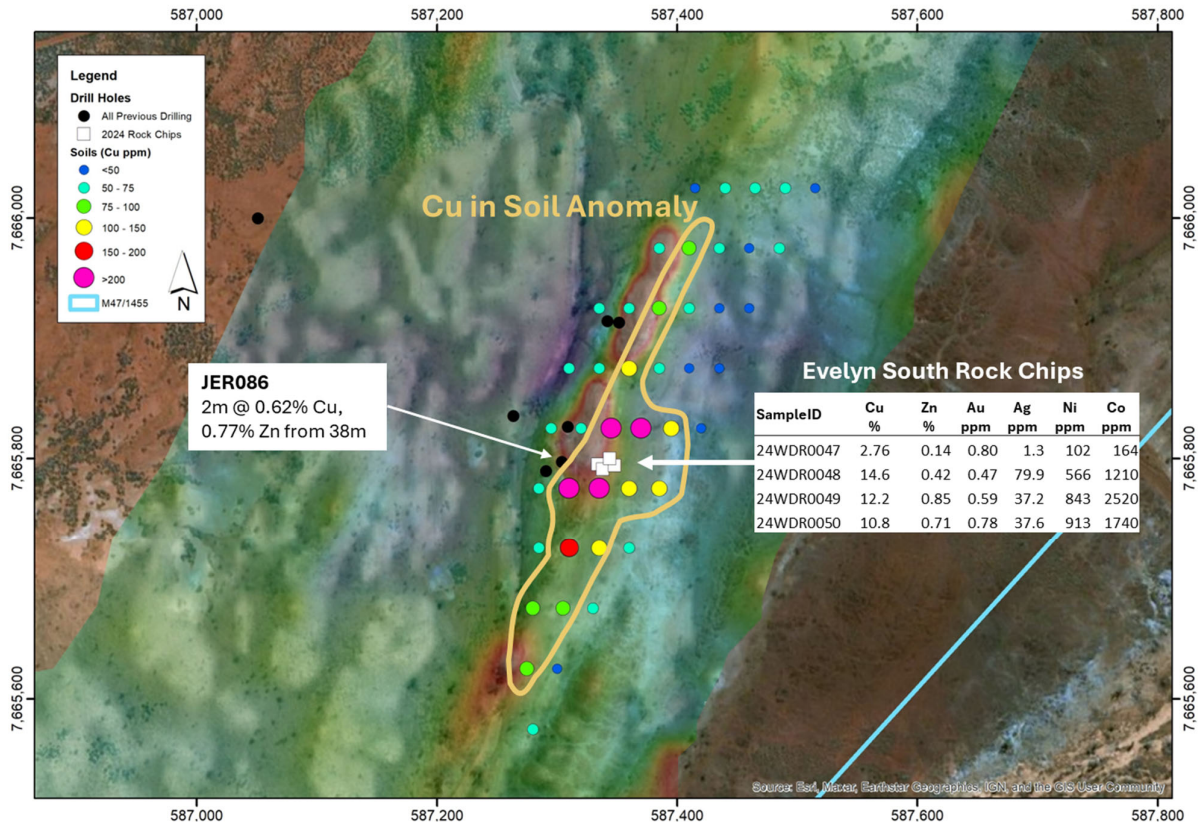 587,000 587,200 587,400 587,600 587,800
Legend
Drill Holes
All Previous Drilling
2024 Rock Chips
Soils (Cu ppm)
<50
50 - 75
75 - 100
100 - 150
150 - 200
>200
M47/1455
N
7,666,000
7,666,000
Cu in Soil Anomaly
JER086
2m @ 0.62% Cu,
0.77% Zn from 38m
Evelyn South Rock Chips
SampleID Cu % Zn % Au ppm Ag ppm Ni ppm Co ppm
24WDR0047 2.76 0.14 0.80 1.3 102 164
24WDR0048 14.6 0.42 0.47 79.9 566 1210
24WDR0049 12.2 0.85 0.59 37.2 843 2520
24WDR0050 10.8 0.71 0.78 37.6 913 1740
7,665,800
7,665,800
7,665,600
7,665,600
Source: Esri, Maxar, Earthstar Geographics, IGN, and the GIS User Community
587,000 587,200 587,400 587,600 587,800